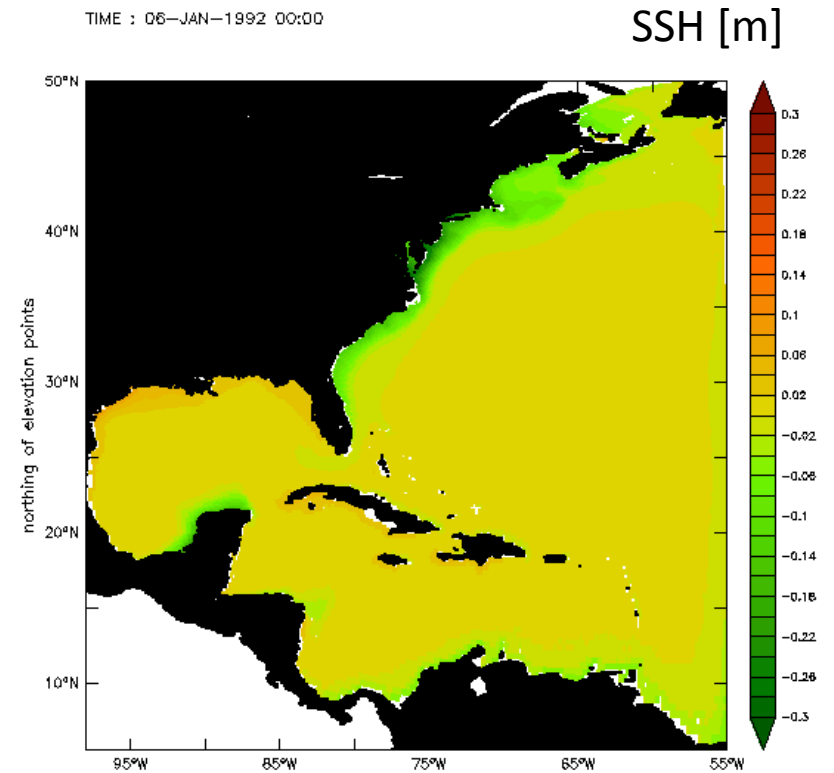 TIME : 06-JAN-1992 00:00
SSH [m]
50°N
40°N
30°N
20°N
10°N
northing of elevation points
95°W
85°W
75°W
65°W
55°W
0.3
0.26
0.22
0.18
0.14
0.1
0.06
0.02
-0.02
-0.06
-0.1
-0.14
-0.18
-0.22
-0.26
-0.3